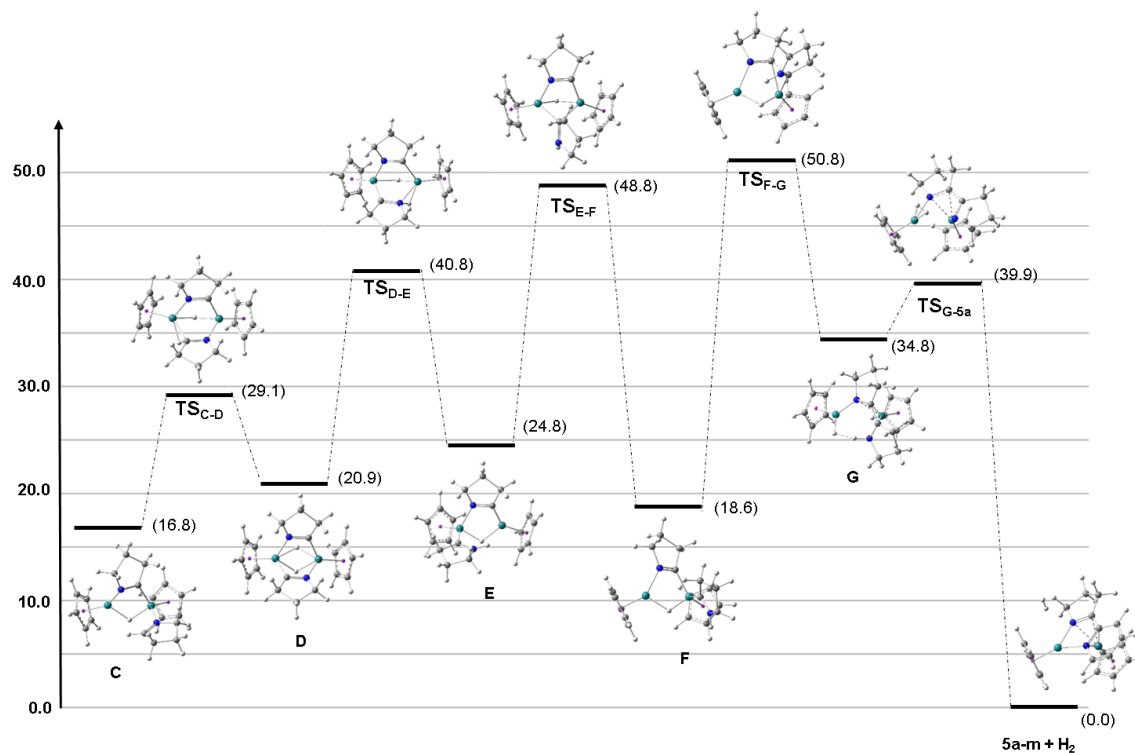 (50.8)
TSF-G
50.0
(48.8)
TSE-F
(40.8)
TSD-E
40.0
(39.9)
TSG-5a
(34.8)
G
30.0
(29.1)
TSC-D
(24.8)
E
20.0
(20.9)
D
(18.6)
F
(16.8)
C
10.0
0.0
(0.0)
5a-m + H2